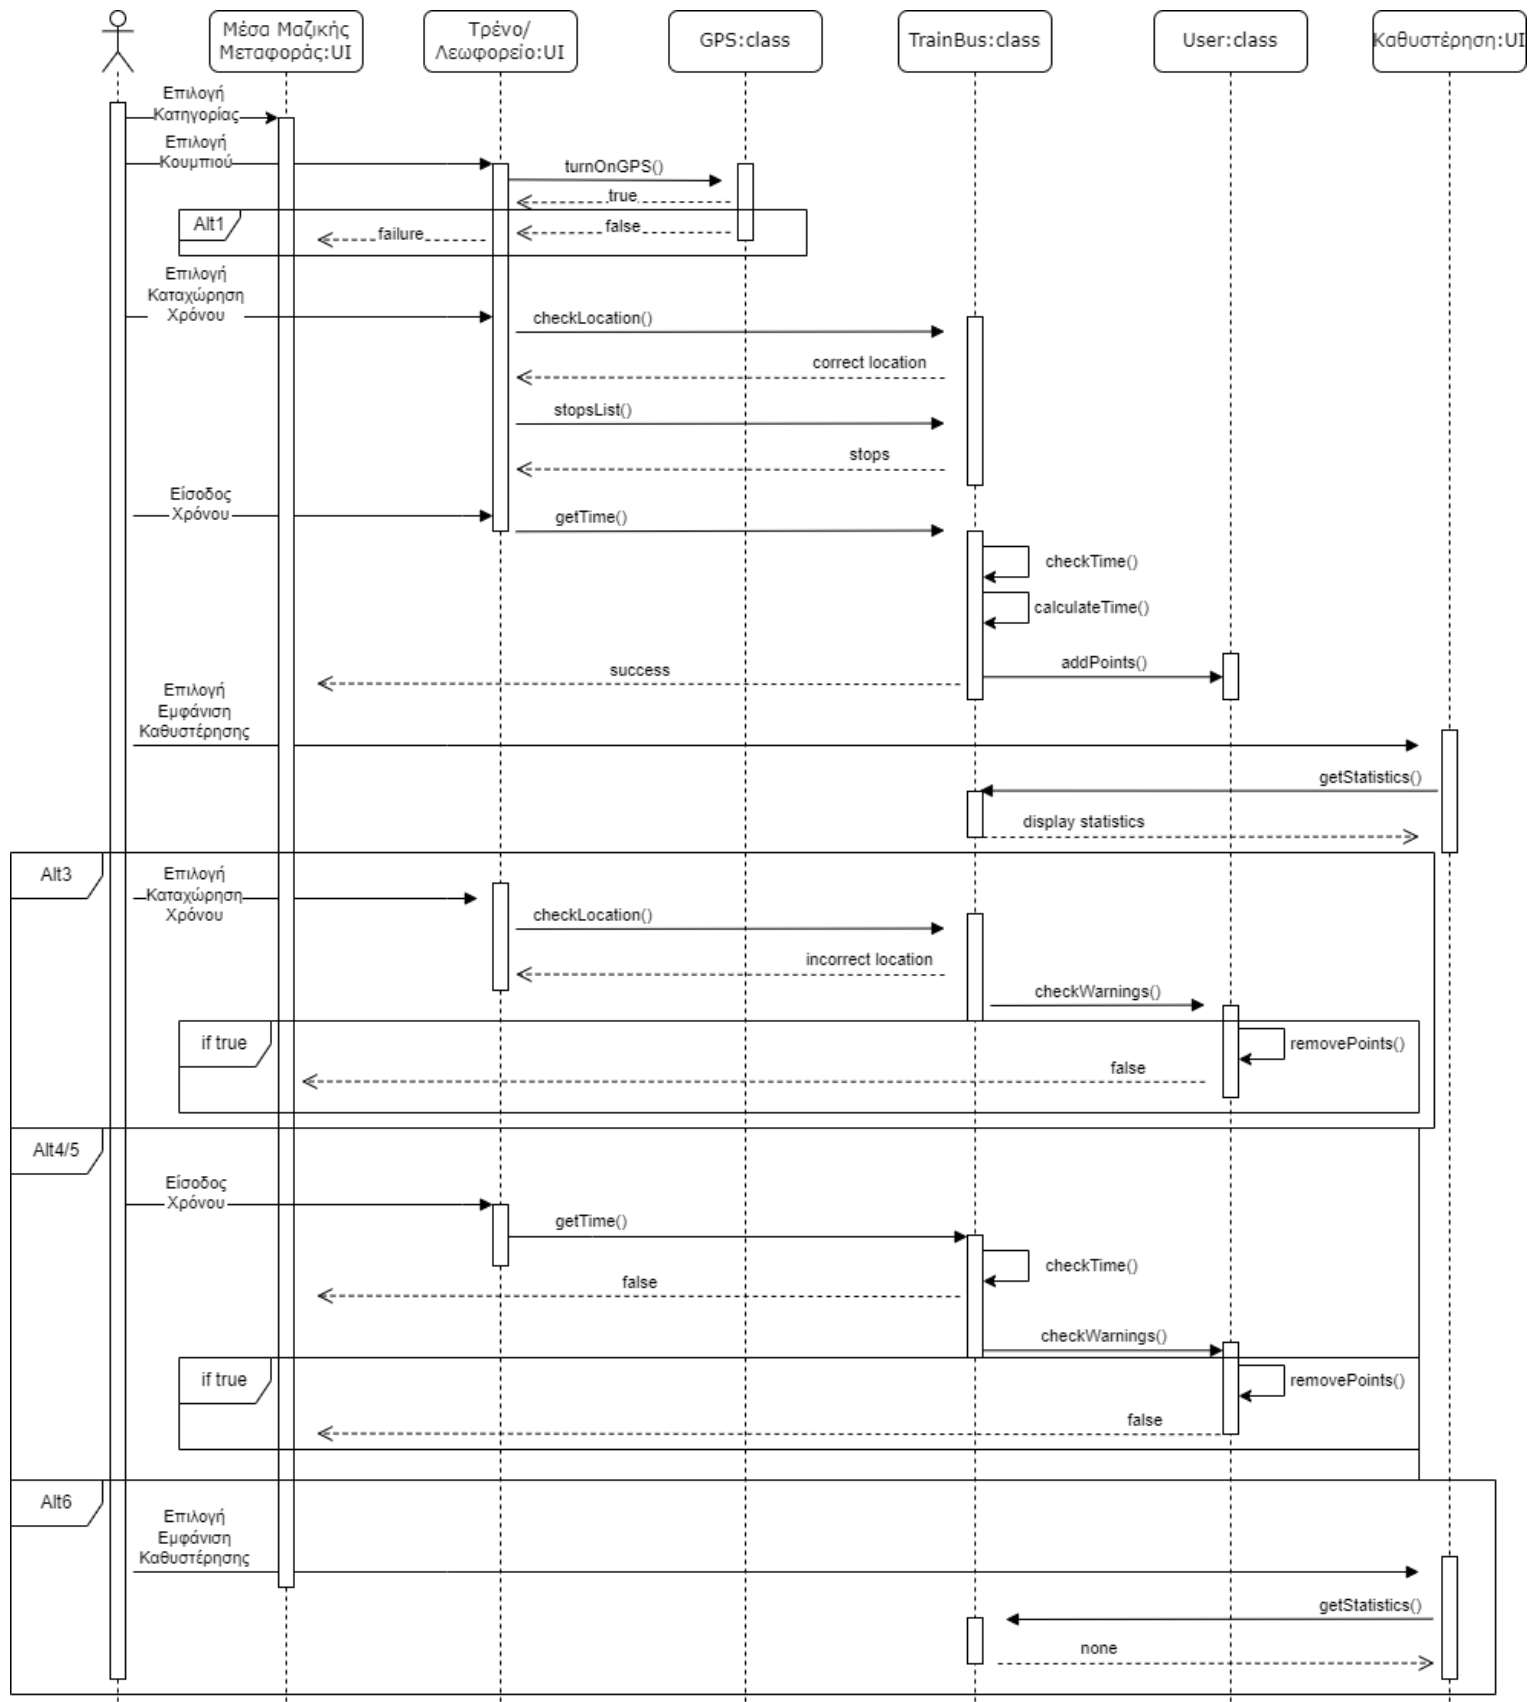 Μέσα Μαζικής
Μεταφοράς:UI
Τρένο/
Λεωφορείο:UI
GPS:class
TrainBus:class
User:class
Καθυστέρηση:UI
Επιλογή
Κατηγορίας
Επιλογή
Κουμπιού
turnOnGPS()
true
Alt1
false
failure
Επιλογή
Καταχώρηση
Χρόνου
checkLocation()
correct location
stopsList()
stops
Είσοδος
Χρόνου
getTime()
checkTime()
calculateTime()
addPoints()
success
Επιλογή
Εμφάνιση
Καθυστέρησης
getStatistics()
display statistics
Alt3
Επιλογή
Καταχώρηση
Χρόνου
checkLocation()
incorrect location
checkWarnings()
if true
removePoints()
false
Alt4/5
Είσοδος
Χρόνου
getTime()
checkTime()
false
checkWarnings()
if true
removePoints()
false
Alt6
Επιλογή
Εμφάνιση
Καθυστέρησης
getStatistics()
none